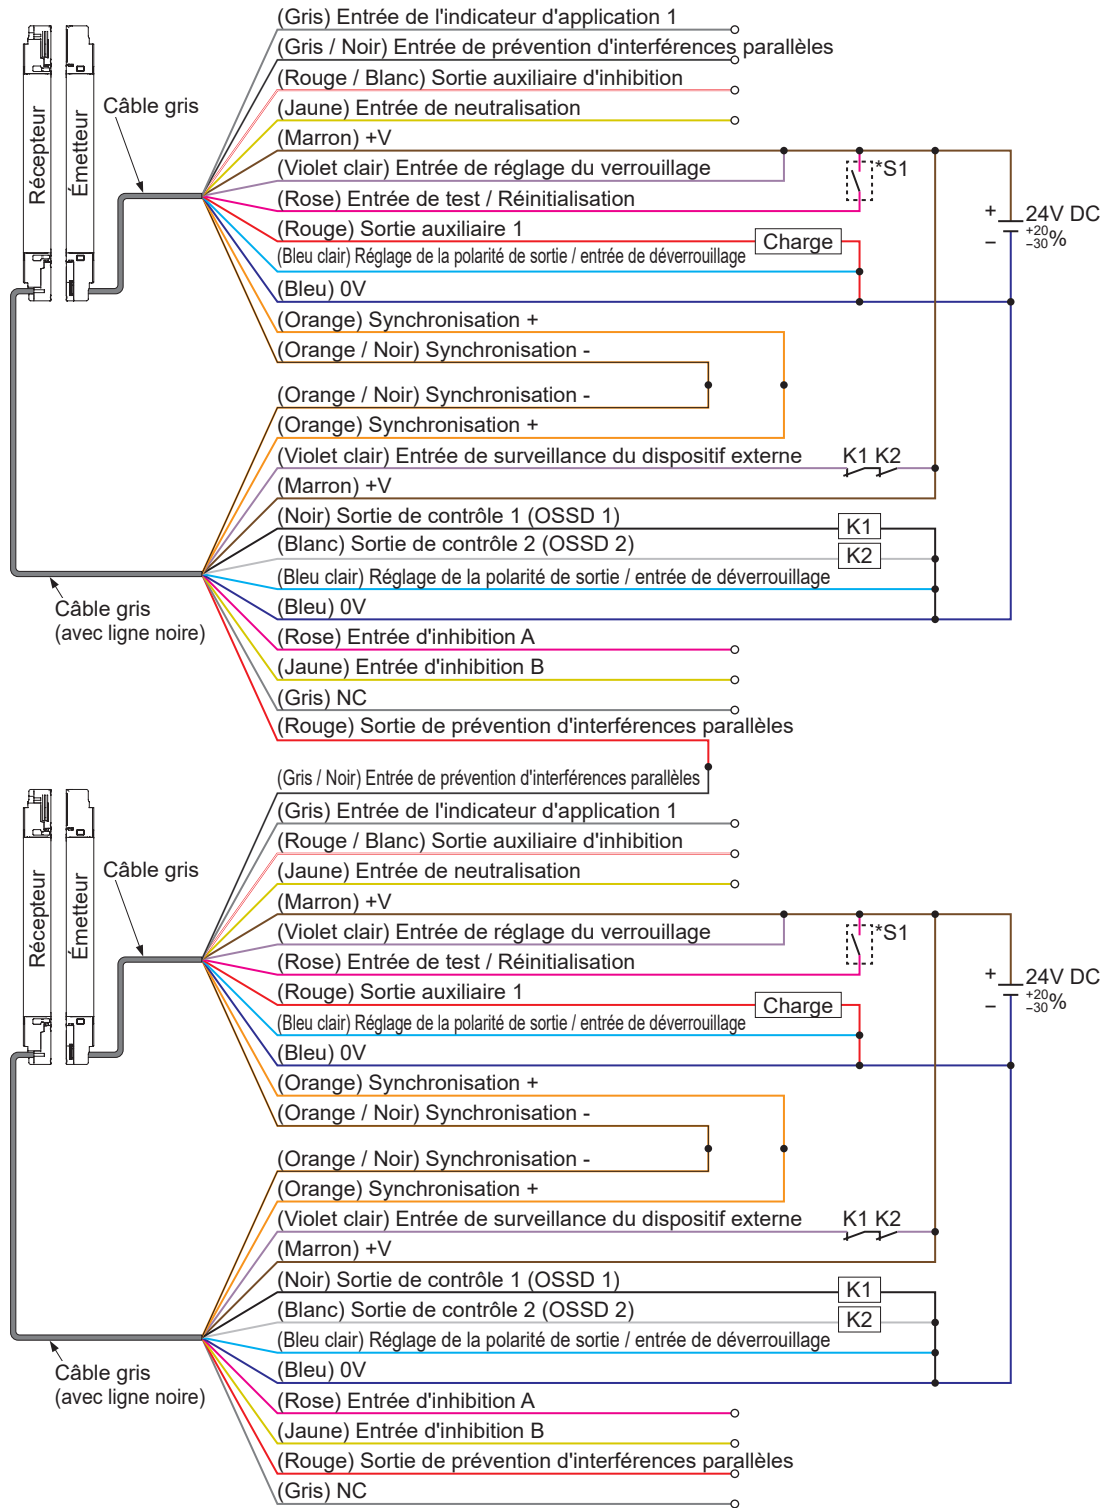 (Gris) Entrée de l'indicateur d'application 1
(Gris / Noir) Entrée de prévention d'interférences parallèles
(Rouge / Blanc) Sortie auxiliaire d'inhibition
(Jaune) Entrée de neutralisation
(Marron) +V
(Violet clair) Entrée de réglage du verrouillage
(Rose) Entrée de test / Réinitialisation
(Rouge) Sortie auxiliaire 1
(Bleu clair) Réglage de la polarité de sortie / entrée de déverrouillage
(Bleu) 0V
(Orange) Synchronisation +
(Orange / Noir) Synchronisation -
Récepteur
Émetteur
Câble gris
*S1
Charge
+
24V DC
+20
–30 %
–
(Orange / Noir) Synchronisation -
(Orange) Synchronisation +
(Violet clair) Entrée de surveillance du dispositif externe
K1 K2
(Marron) +V
(Noir) Sortie de contrôle 1 (OSSD 1)
K1
(Blanc) Sortie de contrôle 2 (OSSD 2)
K2
(Bleu clair) Réglage de la polarité de sortie / entrée de déverrouillage
(Bleu) 0V
(Rose) Entrée d'inhibition A
(Jaune) Entrée d'inhibition B
(Gris) NC
(Rouge) Sortie de prévention d'interférences parallèles
Câble gris
(avec ligne noire)
(Gris / Noir) Entrée de prévention d'interférences parallèles
(Gris) Entrée de l'indicateur d'application 1
(Rouge / Blanc) Sortie auxiliaire d'inhibition
(Jaune) Entrée de neutralisation
(Marron) +V
(Violet clair) Entrée de réglage du verrouillage
(Rose) Entrée de test / Réinitialisation
(Rouge) Sortie auxiliaire 1
(Bleu clair) Réglage de la polarité de sortie / entrée de déverrouillage
(Bleu) 0V
(Orange) Synchronisation +
(Orange / Noir) Synchronisation -
Récepteur
Émetteur
Câble gris
*S1
Charge
+
24V DC
+20
–30 %
–
(Orange / Noir) Synchronisation -
(Orange) Synchronisation +
(Violet clair) Entrée de surveillance du dispositif externe
K1 K2
(Marron) +V
(Noir) Sortie de contrôle 1 (OSSD 1)
K1
(Blanc) Sortie de contrôle 2 (OSSD 2)
K2
(Bleu clair) Réglage de la polarité de sortie / entrée de déverrouillage
(Bleu) 0V
(Rose) Entrée d'inhibition A
(Jaune) Entrée d'inhibition B
(Rouge) Sortie de prévention d'interférences parallèles
(Gris) NC
Câble gris
(avec ligne noire)